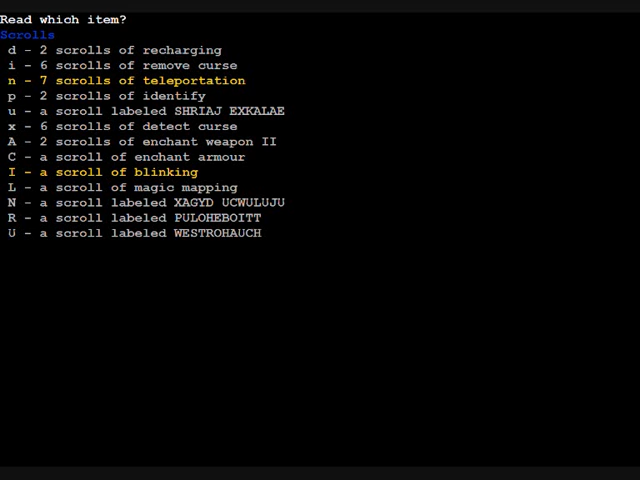 Read which item?
Scrolls
d - 2 scrolls of recharging
i - 6 scrolls of remove curse
n - 7 scrolls of teleportation
p - 2 scrolls of identify
u - a scroll labeled SHRIAJ EXKALAE
x - 6 scrolls of detect curse
A - 2 scrolls of enchant weapon II
C - a scroll of enchant armour
I - a scroll of blinking
L - a scroll of magic mapping
N - a scroll labeled XAGYD UCWULUJU
R - a scroll labeled PULOHEBOITT
U - a scroll labeled WESTROHAUCH